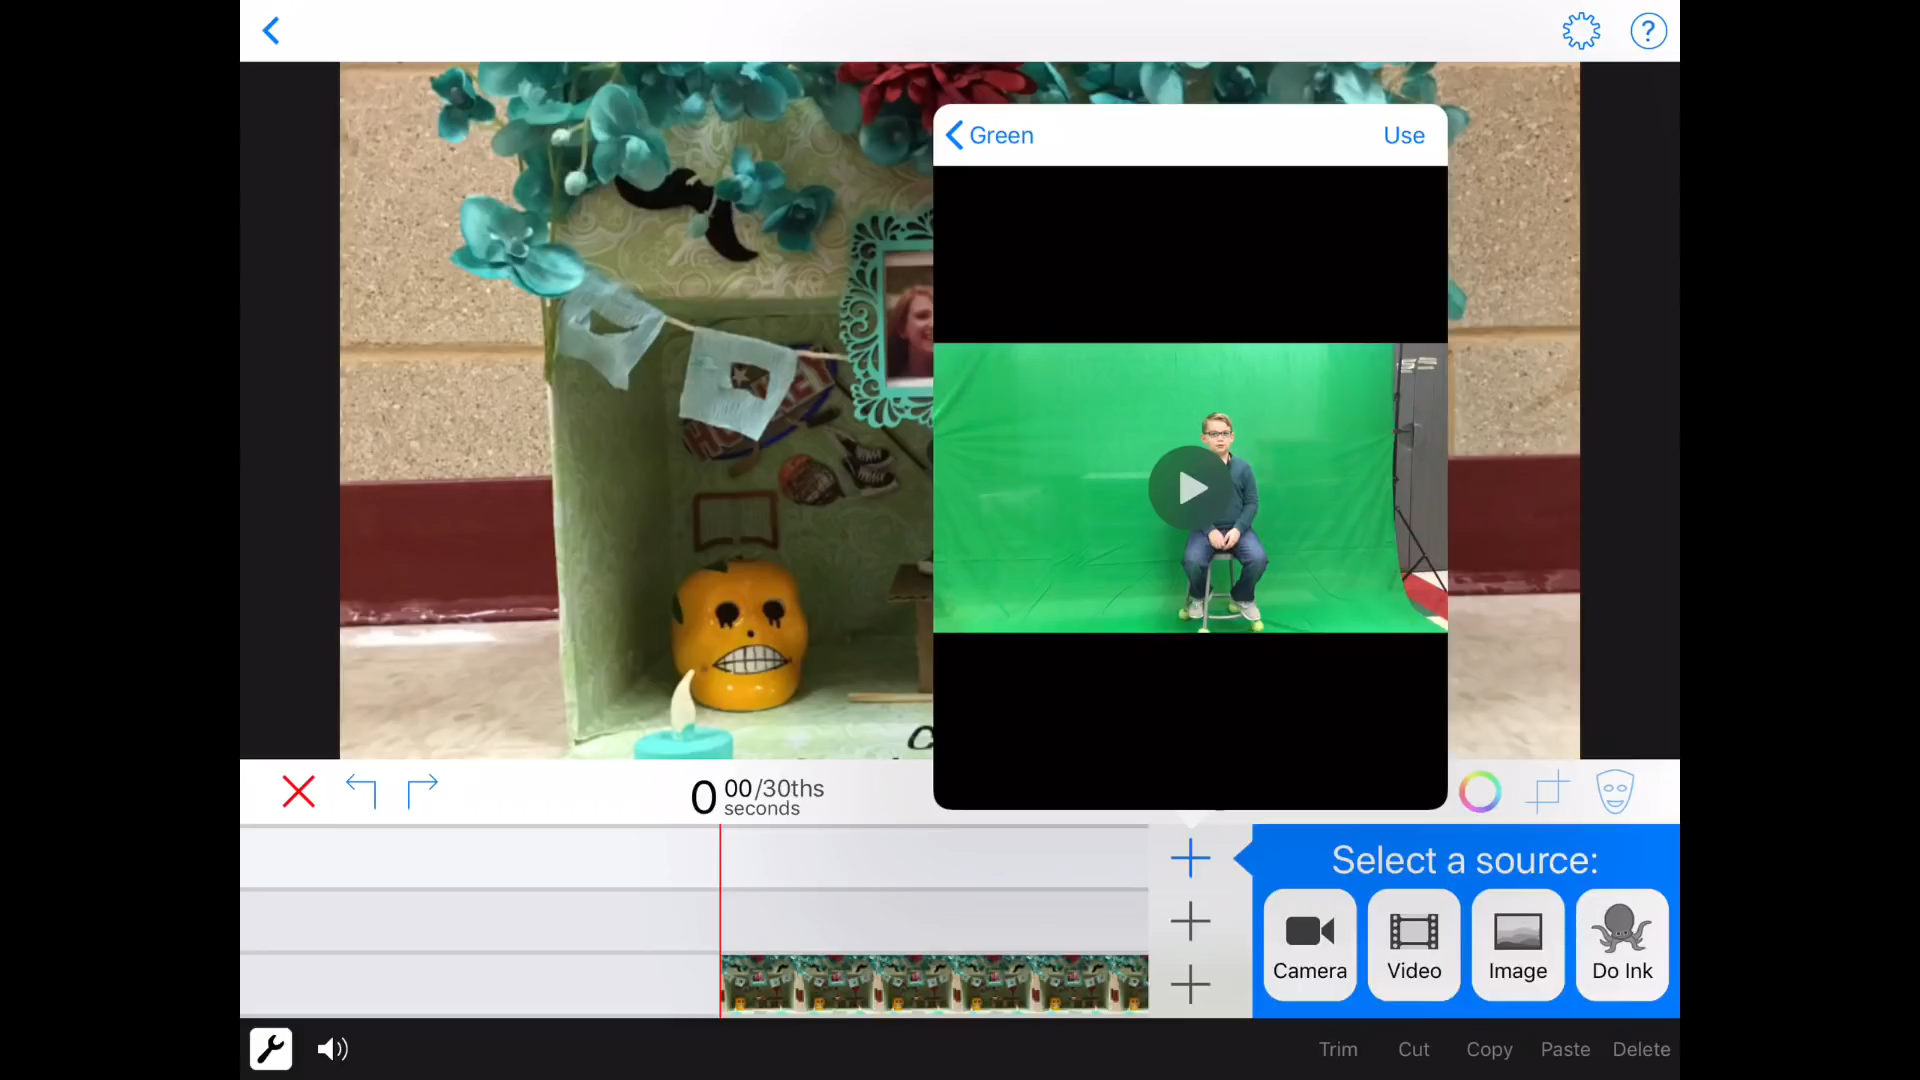 ?
Green
Use
0 00/30ths
seconds
Select a source:
Camera
Video
Image
Do Ink
Trim
Cut
Copy
Paste
Delete